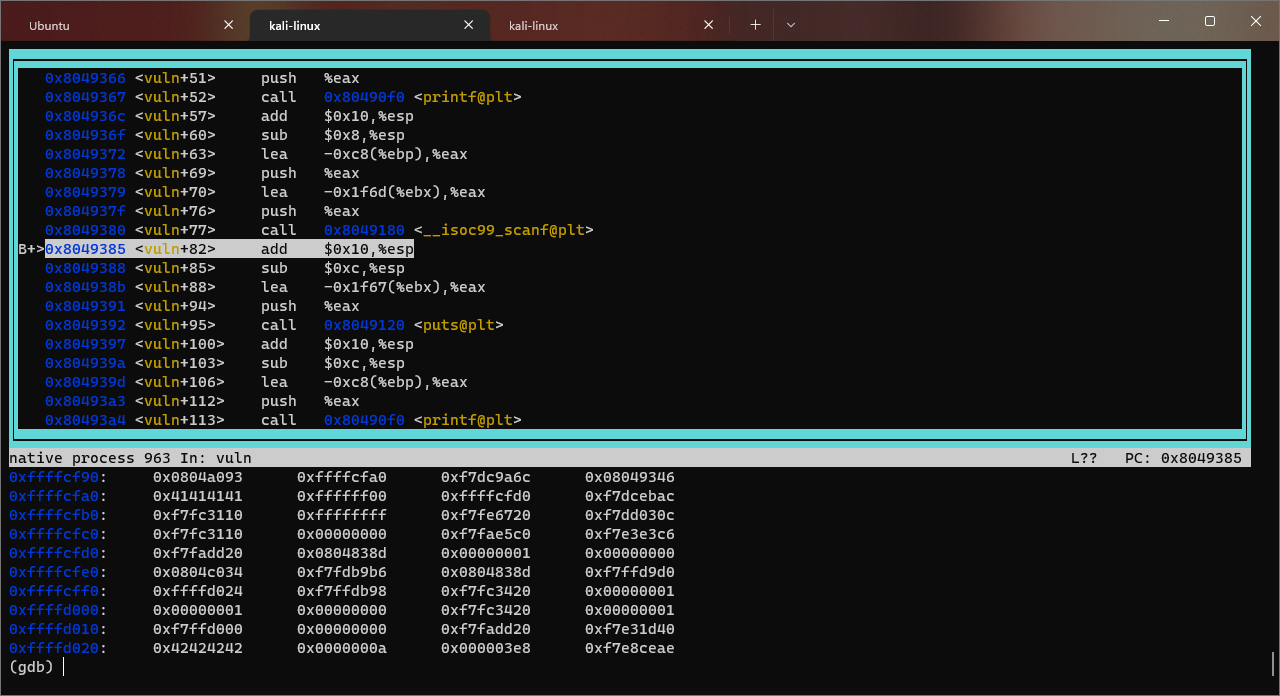 Ubuntu kali-linux kali-linux
0x8049366 <vuln+51> push %eax
0x8049367 <vuln+52> call 0x80490f0 <printf@plt>
0x804936c <vuln+57> add $0x10,%esp
0x804936f <vuln+60> sub $0x8,%esp
0x8049372 <vuln+63> lea -0xc8(%ebp),%eax
0x8049378 <vuln+69> push %eax
0x8049379 <vuln+70> lea -0x1f6d(%ebx),%eax
0x804937f <vuln+76> push %eax
0x8049380 <vuln+77> call 0x8049180 <__isoc99_scanf@plt>
B+>0x8049385 <vuln+82> add $0x10,%esp
0x8049388 <vuln+85> sub $0xc,%esp
0x804938b <vuln+88> lea -0x1f67(%ebx),%eax
0x8049391 <vuln+94> push %eax
0x8049392 <vuln+95> call 0x8049120 <puts@plt>
0x8049397 <vuln+100> add $0x10,%esp
0x804939a <vuln+103> sub $0xc,%esp
0x804939d <vuln+106> lea -0xc8(%ebp),%eax
0x80493a3 <vuln+112> push %eax
0x80493a4 <vuln+113> call 0x80490f0 <printf@plt>
native process 963 In: vuln L?? PC: 0x8049385
0xffffcf90: 0x0804a093 0xffffcfa0 0xf7dc9a6c 0x08049346
0xffffcfa0: 0x41414141 0xffffff00 0xffffcfd0 0xf7dcebac
0xffffcfb0: 0xf7fc3110 0xffffffff 0xf7fe6720 0xf7dd030c
0xffffcfc0: 0xf7fc3110 0x00000000 0xf7fae5c0 0xf7e3e3c6
0xffffcfd0: 0xf7fadd20 0x0804838d 0x00000001 0x00000000
0xffffcfe0: 0x0804c034 0xf7fdb9b6 0x0804838d 0xf7ffd9d0
0xffffcff0: 0xffffd024 0xf7ffdb98 0xf7fc3420 0x00000001
0xffffd000: 0x00000001 0x00000000 0xf7fc3420 0x00000001
0xffffd010: 0xf7ffd000 0x00000000 0xf7fadd20 0xf7e31d40
0xffffd020: 0x42424242 0x0000000a 0x000003e8 0xf7e8ceae
(gdb)